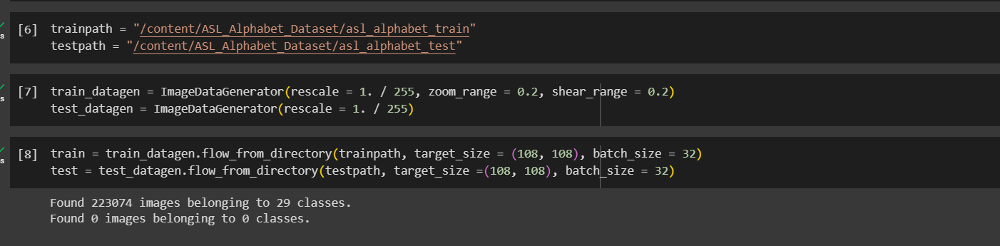 [6] trainpath = "/content/ASL_Alphabet_Dataset/asl_alphabet_train"
testpath = "/content/ASL_Alphabet_Dataset/asl_alphabet_test"
s
[7] train_datagen = ImageDataGenerator(rescale = 1. / 255, zoom_range = 0.2, shear_range = 0.2)
test_datagen = ImageDataGenerator(rescale = 1. / 255)
s
[8] train = train_datagen.flow_from_directory(trainpath, target_size = (108, 108), batch_size = 32)
test = test_datagen.flow_from_directory(testpath, target_size =(108, 108), batch_size = 32)
s
Found 223074 images belonging to 29 classes.
Found 0 images belonging to 0 classes.